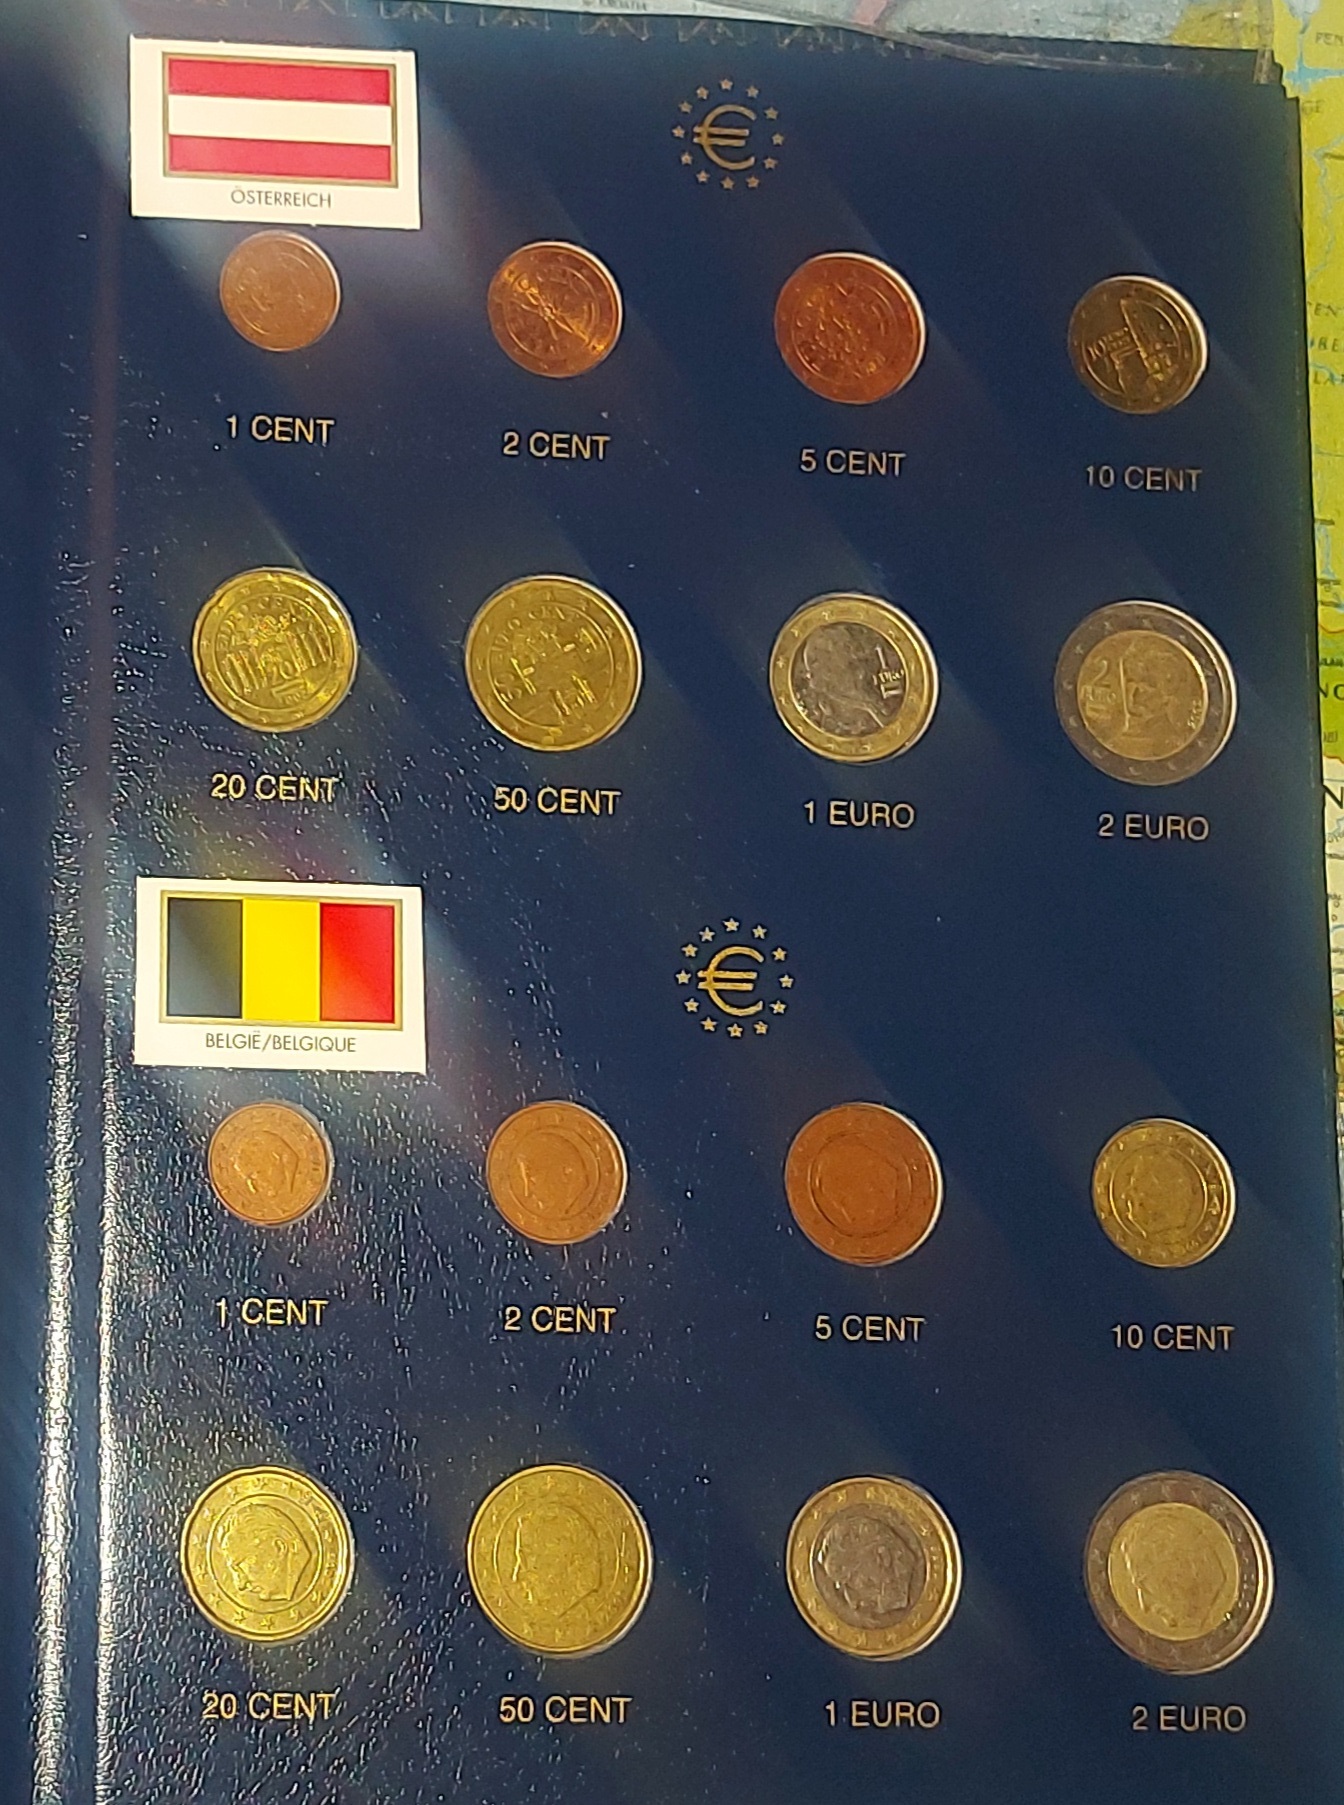 ÖSTERREICH
€
1 CENT
2 CENT
5 CENT
10 CENT
20 CENT
50 CENT
1 EURO
2 EURO
BELGIË/BELGIQUE
€
1 CENT
2 CENT
5 CENT
10 CENT
20 CENT
50 CENT
1 EURO
2 EURO